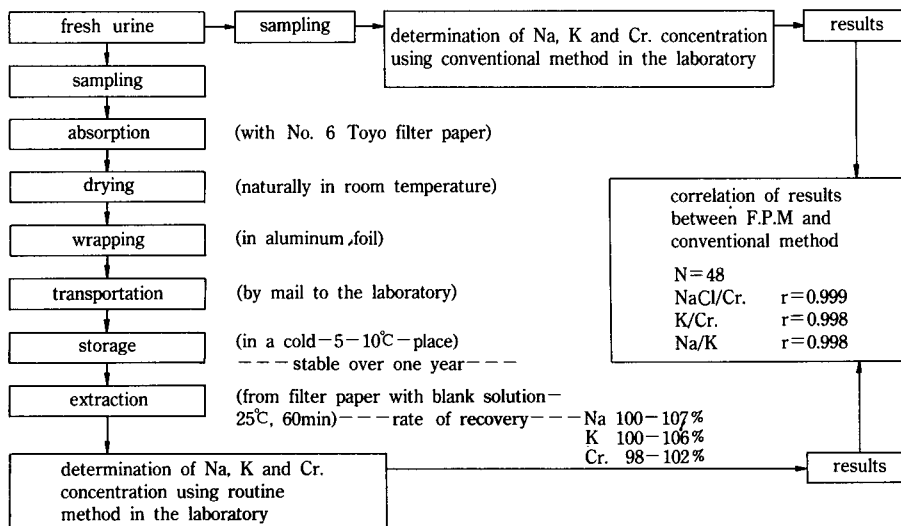 fresh urine
sampling
determination of Na, K and Cr. concentration
using conventional method in the laboratory
results
sampling
absorption
(with No. 6 Toyo filter paper)
drying
(naturally in room temperature)
wrapping
(in aluminum foil)
transportation
(by mail to the laboratory)
storage
(in a cold−5−10℃−place)
−−−stable over one year−−−
extraction
(from filter paper with blank solution−
25℃, 60min)−−−rate of recovery−−−Na 100−107%
K 100−106%
Cr. 98−102%
determination of Na, K and Cr.
concentration using routine
method in the laboratory
results
correlation of results
between F.P.M and
conventional method
N=48
NaCl/Cr. r=0.999
K/Cr. r=0.998
Na/K r=0.998